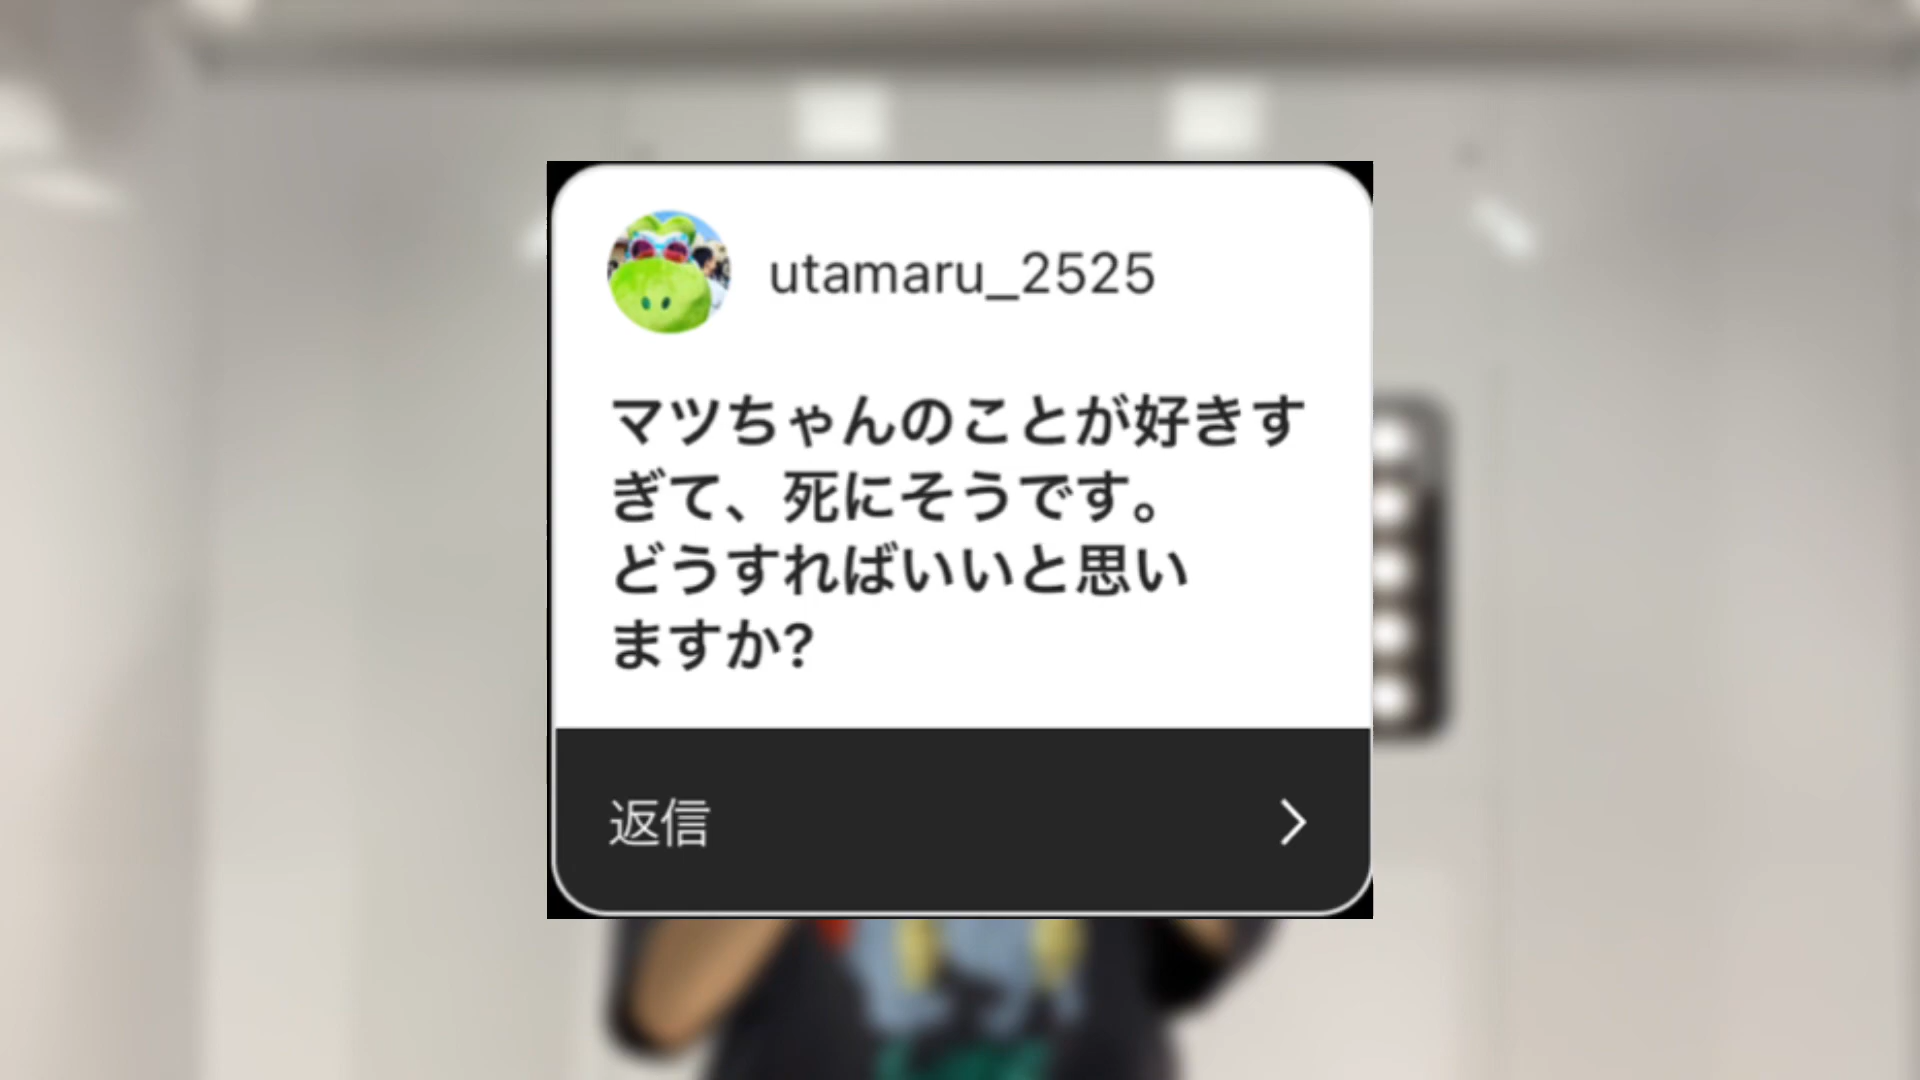 utamaru_2525
マツちゃんのことが好きす
ぎて、死にそうです。
どうすればいいと思い
ますか?
返信